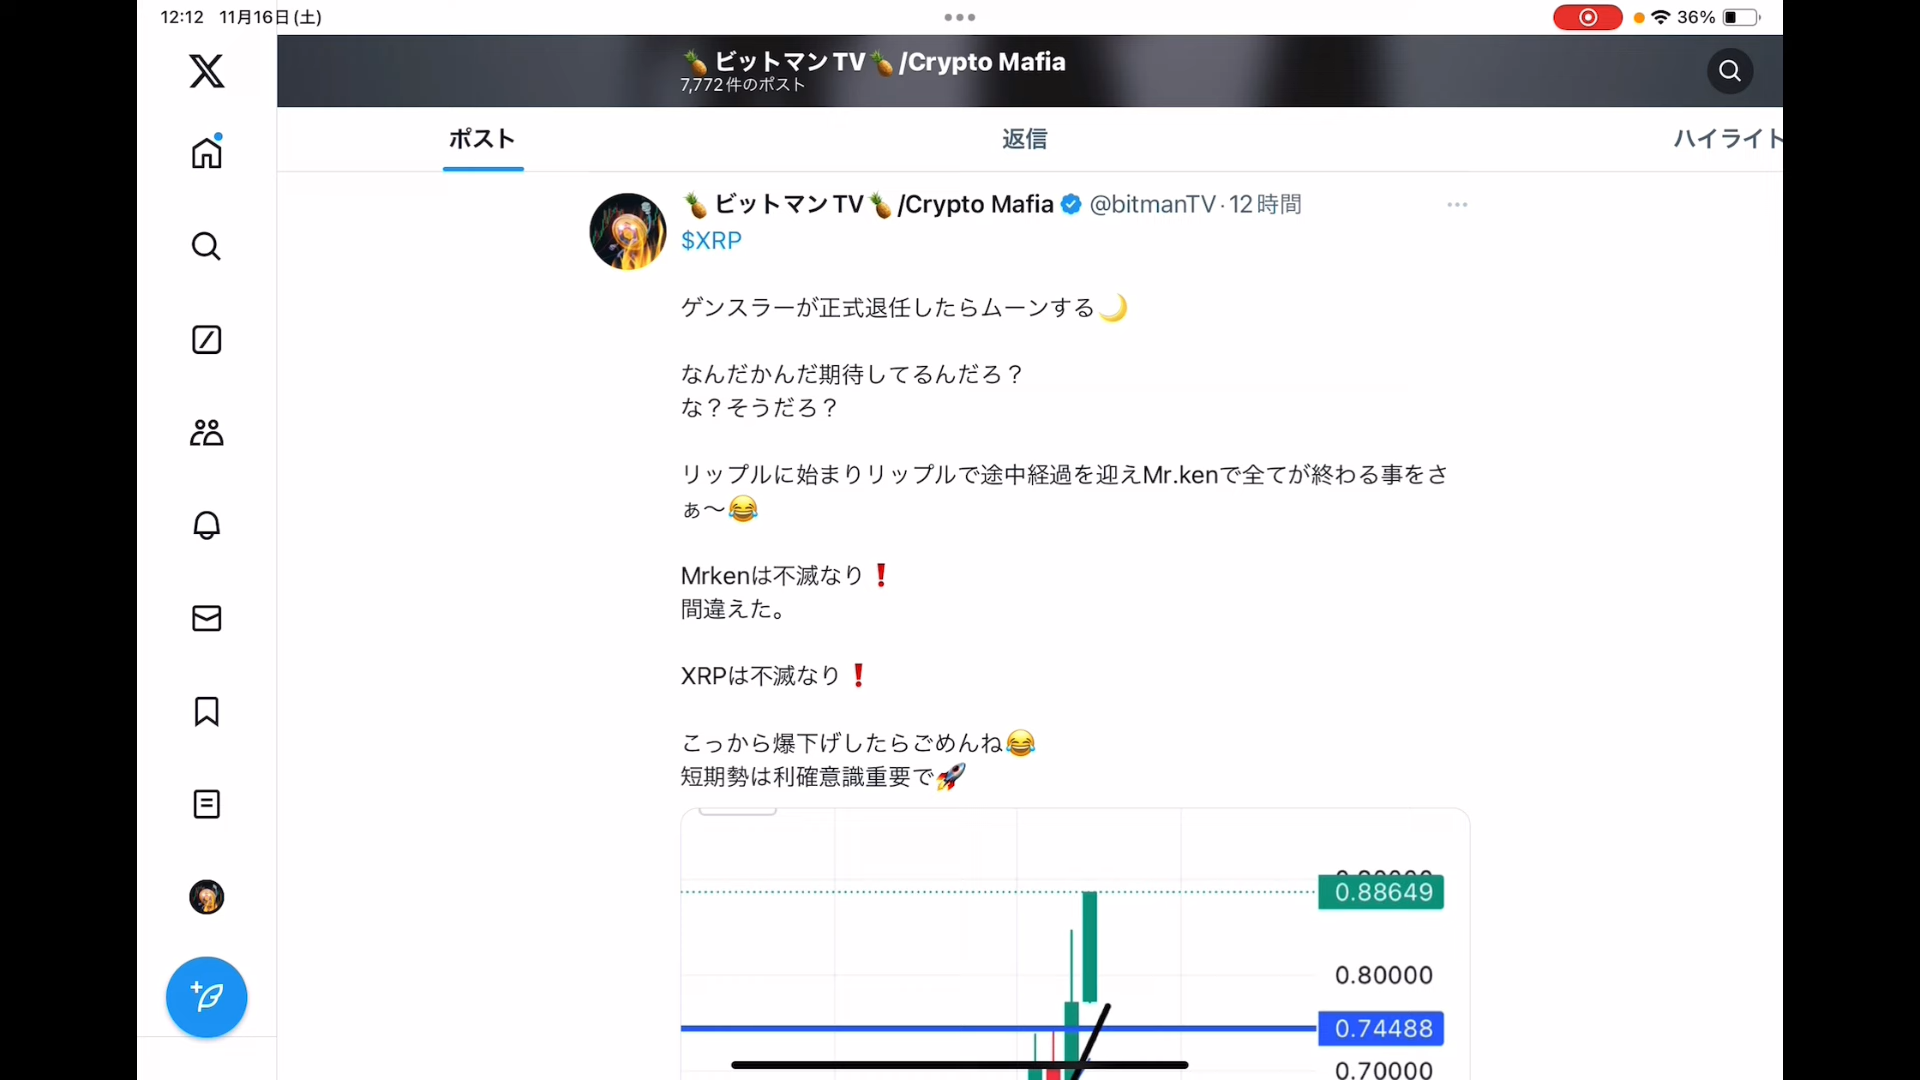 12:12 11月16日(土)
36%
🍍ビットマンTV🍍/Crypto Mafia
7,772件のポスト
ポスト
返信
ハイライト
🍍ビットマンTV🍍/Crypto Mafia @bitmanTV·12時間
$XRP
ゲンスラーが正式退任したらムーンする🌙
なんだかんだ期待してるんだろ?
な?そうだろ?
リップルに始まりリップルで途中経過を迎えMr.kenで全てが終わる事をさ
ぁ〜😂
Mrkenは不滅なり❗
間違えた。
XRPは不滅なり❗
こっから爆下げしたらごめんね😂
短期勢は利確意識重要で🚀
0.88649
0.80000
0.74488
0.70000